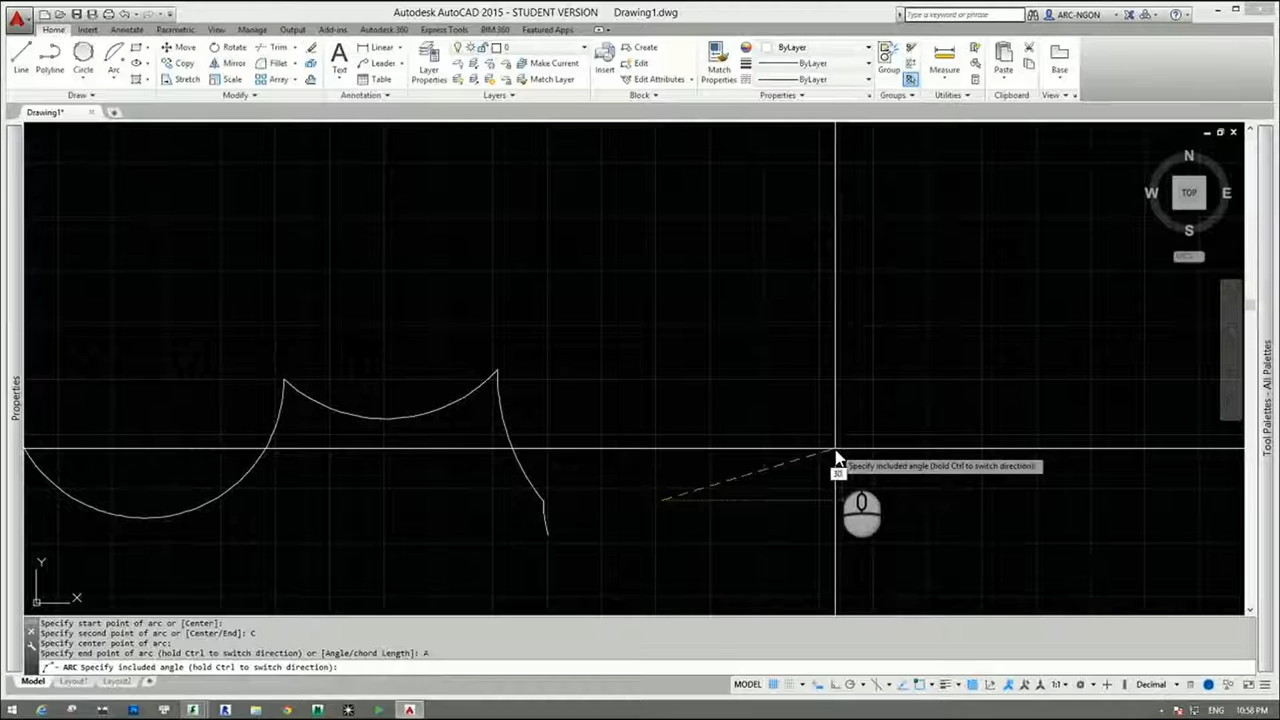 Autodesk AutoCAD 2015 - STUDENT VERSION Drawing1.dwg
Type a keyword or phrase
ARC-NGON
Home Insert Annotate Parametric View Manage Output Add-ins Autodesk 360 Express Tools BIM 360 Featured Apps
Line Polyline Circle Arc
Move Rotate Trim
Copy Mirror Fillet
Stretch Scale Array
Text Linear
Leader
Table
Layer Properties 0
Make Current
Match Layer
Insert Create
Edit
Edit Attributes
Match Properties ByLayer
ByLayer
ByLayer
Group Measure Paste Base
Draw Modify Annotation Layers Block Properties Groups Utilities Clipboard View
Drawing1*
N
W TOP E
S
Properties
Tool Palettes - All Palettes
Specify included angle (hold Ctrl to switch direction):
30
Y
X
Specify start point of arc or [Center]:
Specify second point of arc or [Center/End]: C
Specify center point of arc:
Specify end point of arc (hold Ctrl to switch direction) or [Angle/chord Length]: A
ARC Specify included angle (hold Ctrl to switch direction):
Model Layout1 Layout2
MODEL 1:1 Decimal
ENG 10:58 PM